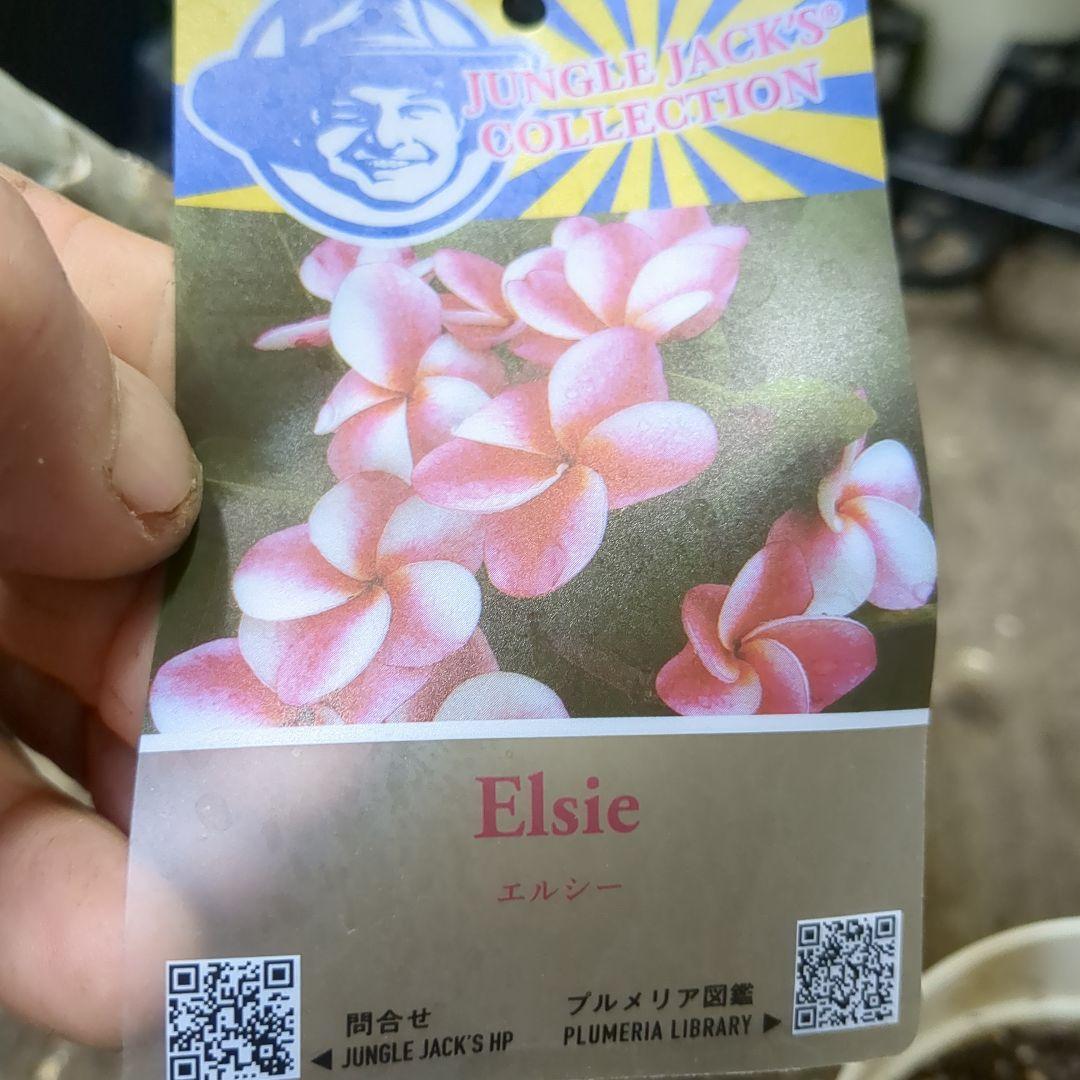 JUNGLE JACK'S®
COLLECTION
Elsie
エルシー
問合せ
◀ JUNGLE JACK'S HP
プルメリア図鑑
PLUMERIA LIBRARY ▶